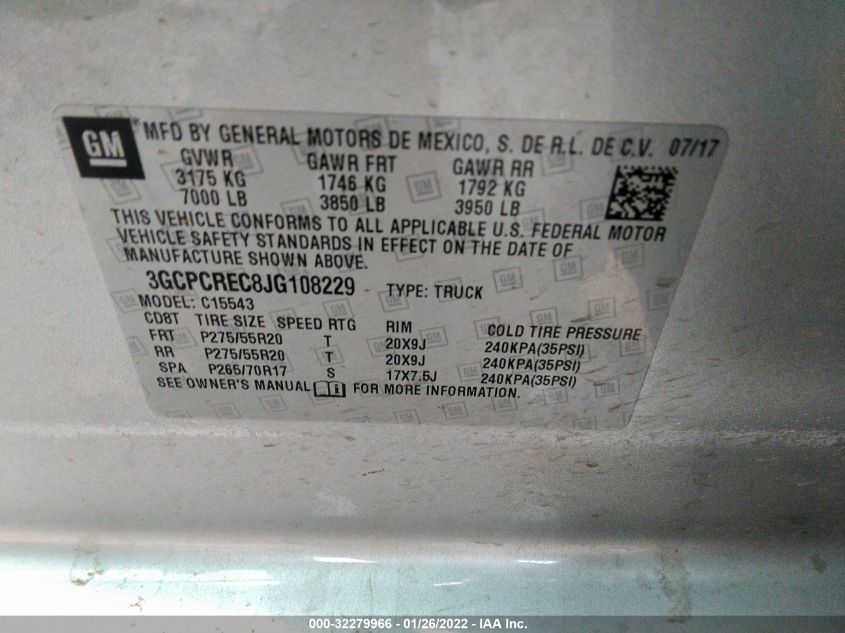 GM ® MFD BY GENERAL MOTORS DE MEXICO, S. DE R.L. DE C.V. 07/17
GVWR GAWR FRT GAWR RR
3175 KG 1746 KG 1792 KG
7000 LB 3850 LB 3950 LB
THIS VEHICLE CONFORMS TO ALL APPLICABLE U.S. FEDERAL MOTOR
VEHICLE SAFETY STANDARDS IN EFFECT ON THE DATE OF
MANUFACTURE SHOWN ABOVE.
3GCPCREC8JG108229 TYPE: TRUCK
MODEL: C15543
CD8T TIRE SIZE SPEED RTG RIM COLD TIRE PRESSURE
FRT P275/55R20 T 20X9J 240KPA(35PSI)
RR P275/55R20 T 20X9J 240KPA(35PSI)
SPA P265/70R17 S 17X7.5J 240KPA(35PSI)
SEE OWNER'S MANUAL FOR MORE INFORMATION.
000-32279966 - 01/26/2022 - IAA Inc.